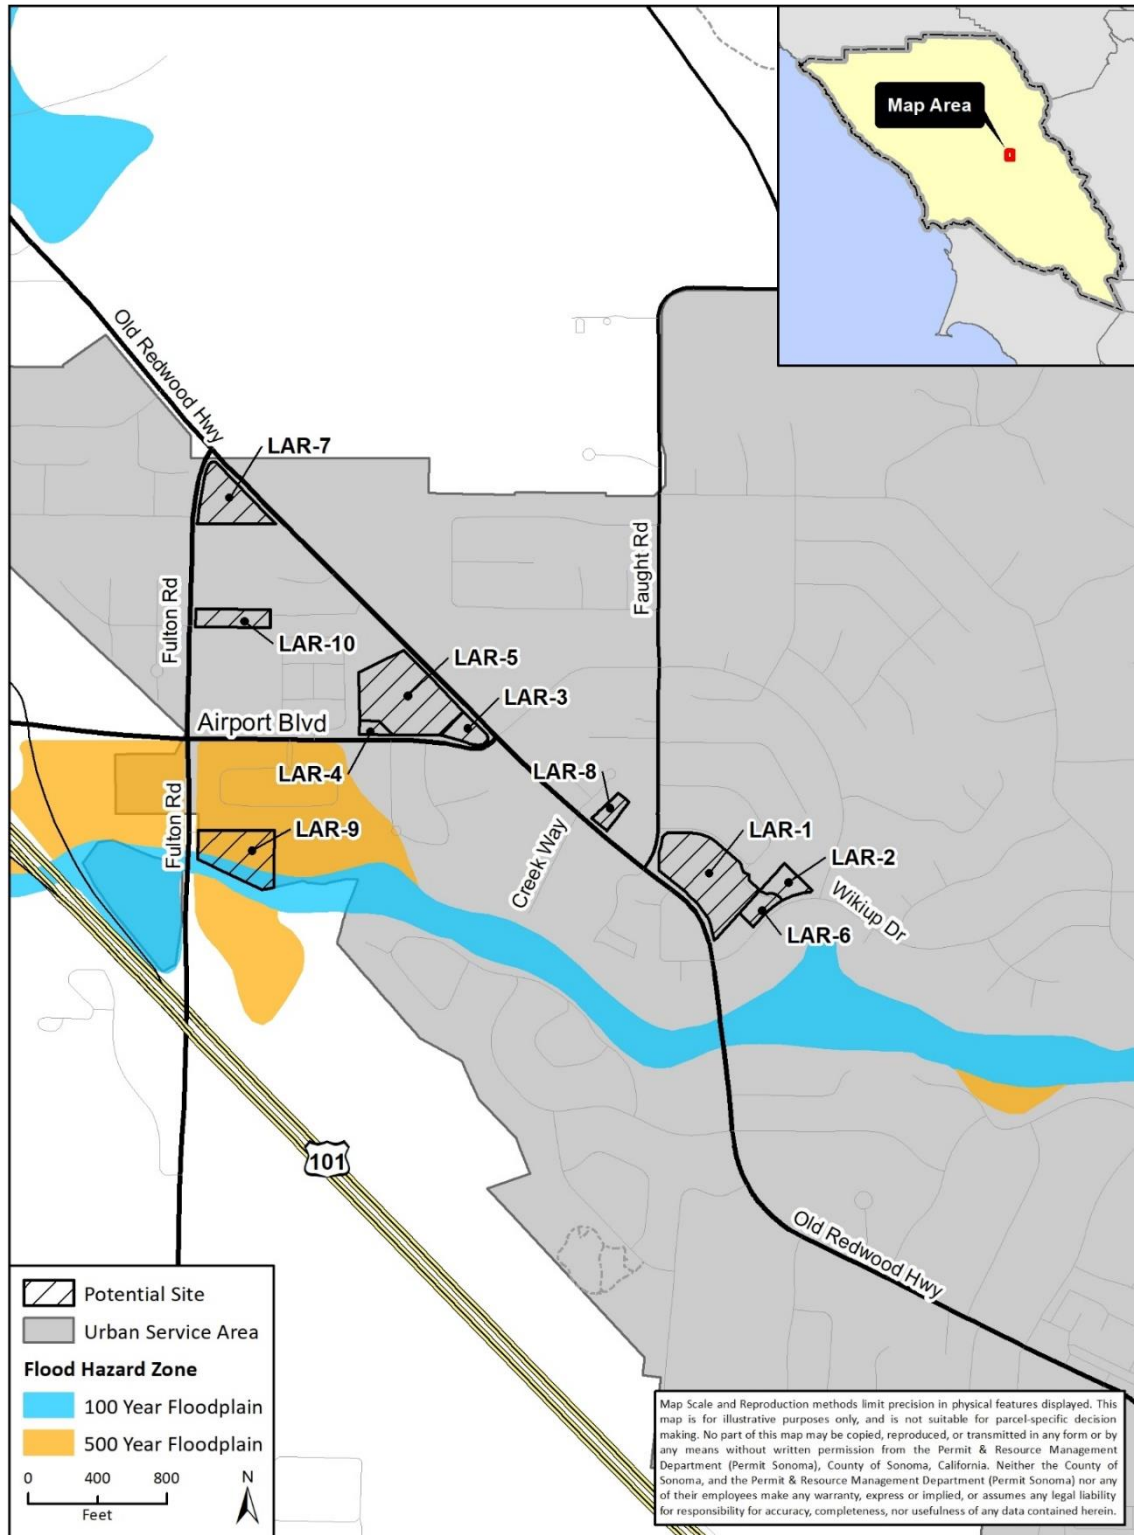 Map Area
Old Redwood Hwy
LAR-7
Faught Rd
Fulton Rd
LAR-10
LAR-5
LAR-3
Airport Blvd
LAR-4
LAR-8
Fulton Rd
LAR-9
LAR-1
LAR-2
Creek Way
Wikiup Dr
LAR-6
101
Old Redwood Hwy
Potential Site
Urban Service Area
Flood Hazard Zone
100 Year Floodplain
500 Year Floodplain
0 400 800
Feet
N
Map Scale and Reproduction methods limit precision in physical features displayed. This
map is for illustrative purposes only, and is not suitable for parcel-specific decision
making. No part of this map may be copied, reproduced, or transmitted in any form or by
any means without written permission from the Permit & Resource Management
Department (Permit Sonoma), County of Sonoma, California. Neither the County of
Sonoma, and the Permit & Resource Management Department (Permit Sonoma) nor any
of their employees make any warranty, express or implied, or assumes any legal liability
for responsibility for accuracy, completeness, nor usefulness of any data contained herein.